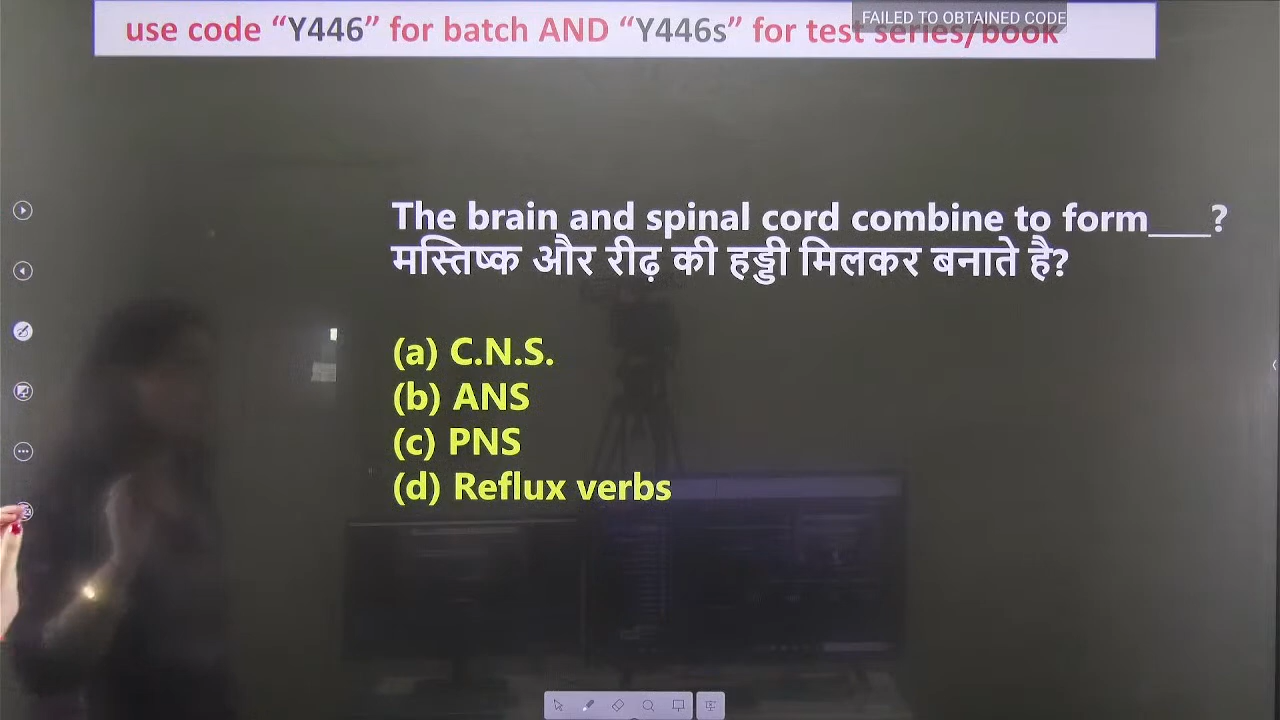 FAILED TO OBTAINED CODE
use code “Y446” for batch AND “Y446s” for test series/book
The brain and spinal cord combine to form____?
मस्तिष्क और रीढ़ की हड्डी मिलकर बनाते है?
(a) C.N.S.
(b) ANS
(c) PNS
(d) Reflux verbs